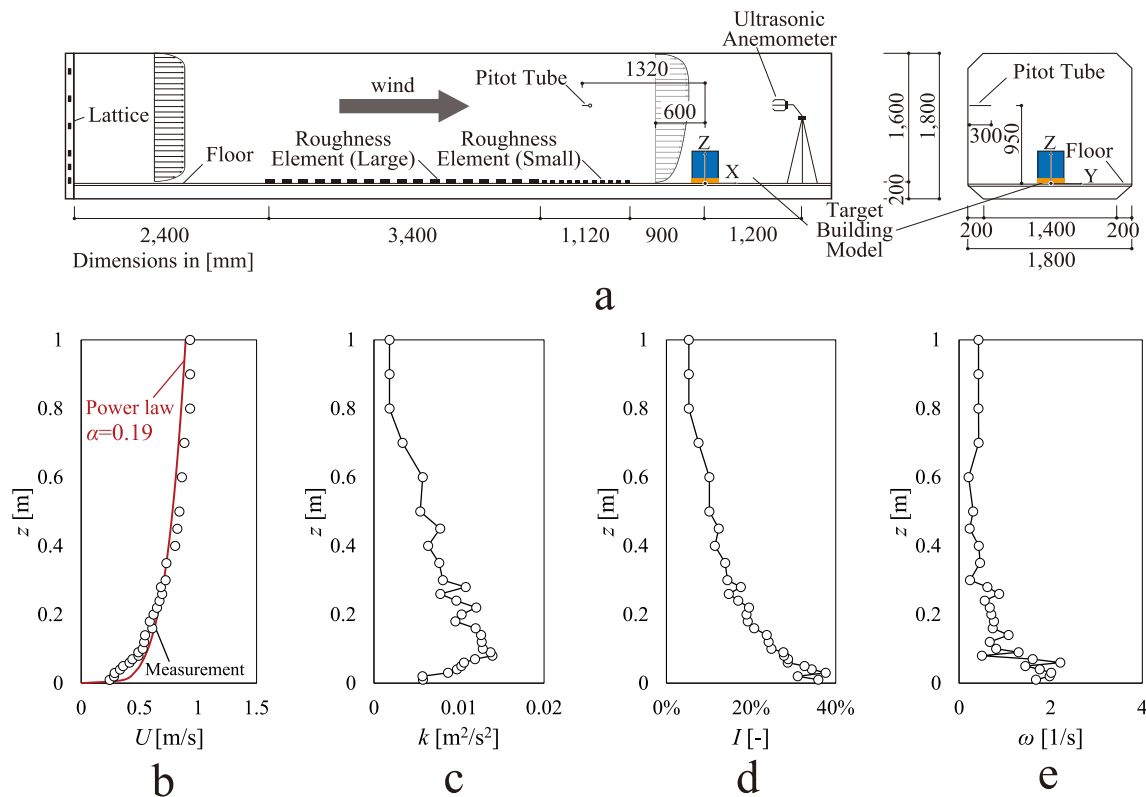 Ultrasonic
Anemometer
1320
Pitot Tube
wind
600
Lattice
Floor
Roughness
Element (Large)
Roughness
Element (Small)
Z
X
2,400
3,400
1,120
900
1,200
Dimensions in [mm]
1,600
1,800
200
Pitot Tube
300
950
Z
Floor
Y
Target
Building
Model
200
1,400
200
1,800
a
1
0.8
0.6
0.4
0.2
0
z [m]
Power law
α=0.19
Measurement
0
0.5
1
1.5
U [m/s]
b
1
0.8
0.6
0.4
0.2
0
z [m]
0
0.01
0.02
k [m²/s²]
c
1
0.8
0.6
0.4
0.2
0
z [m]
0%
20%
40%
I [-]
d
1
0.8
0.6
0.4
0.2
0
z [m]
0
2
4
ω [1/s]
e